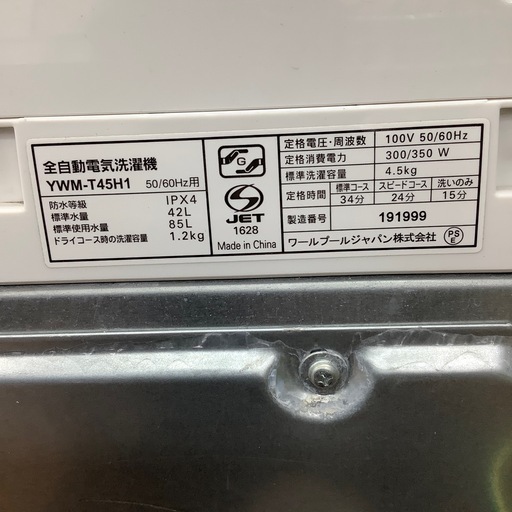 全自動電気洗濯機
YWM-T45H1 50/60Hz用
防水等級 IPX4
標準水量 42L
標準使用水量 85L
ドライコース時の洗濯容量 1.2kg
G
S
JET
1628
Made in China
定格電圧・周波数 100V 50/60Hz
定格消費電力 300/350 W
標準洗濯容量 4.5kg
定格時間 標準コース スピードコース 洗いのみ
34分 24分 15分
製造番号 191999
ワールプールジャパン株式会社 PSE